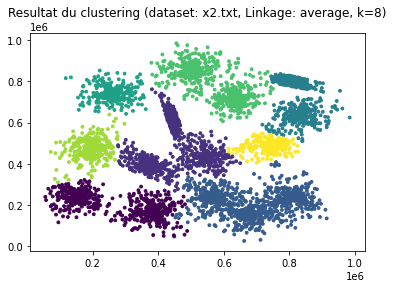 Resultat du clustering (dataset: x2.txt, Linkage: average, k=8)
1e6
1.0
0.8
0.6
0.4
0.2
0.0
0.2 0.4 0.6 0.8 1.0
1e6